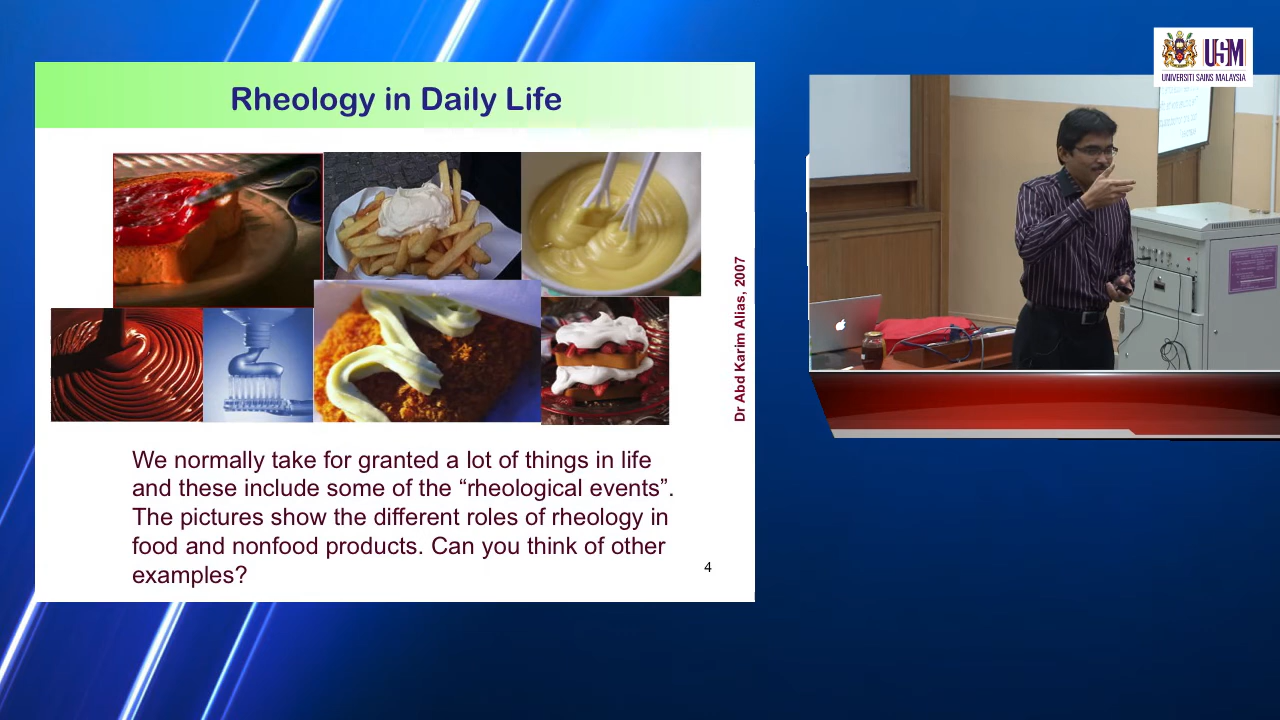 Rheology in Daily Life
Dr Abd Karim Alias, 2007
We normally take for granted a lot of things in life
and these include some of the “rheological events”.
The pictures show the different roles of rheology in
food and nonfood products. Can you think of other
examples?
4
USM
UNIVERSITI SAINS MALAYSIA